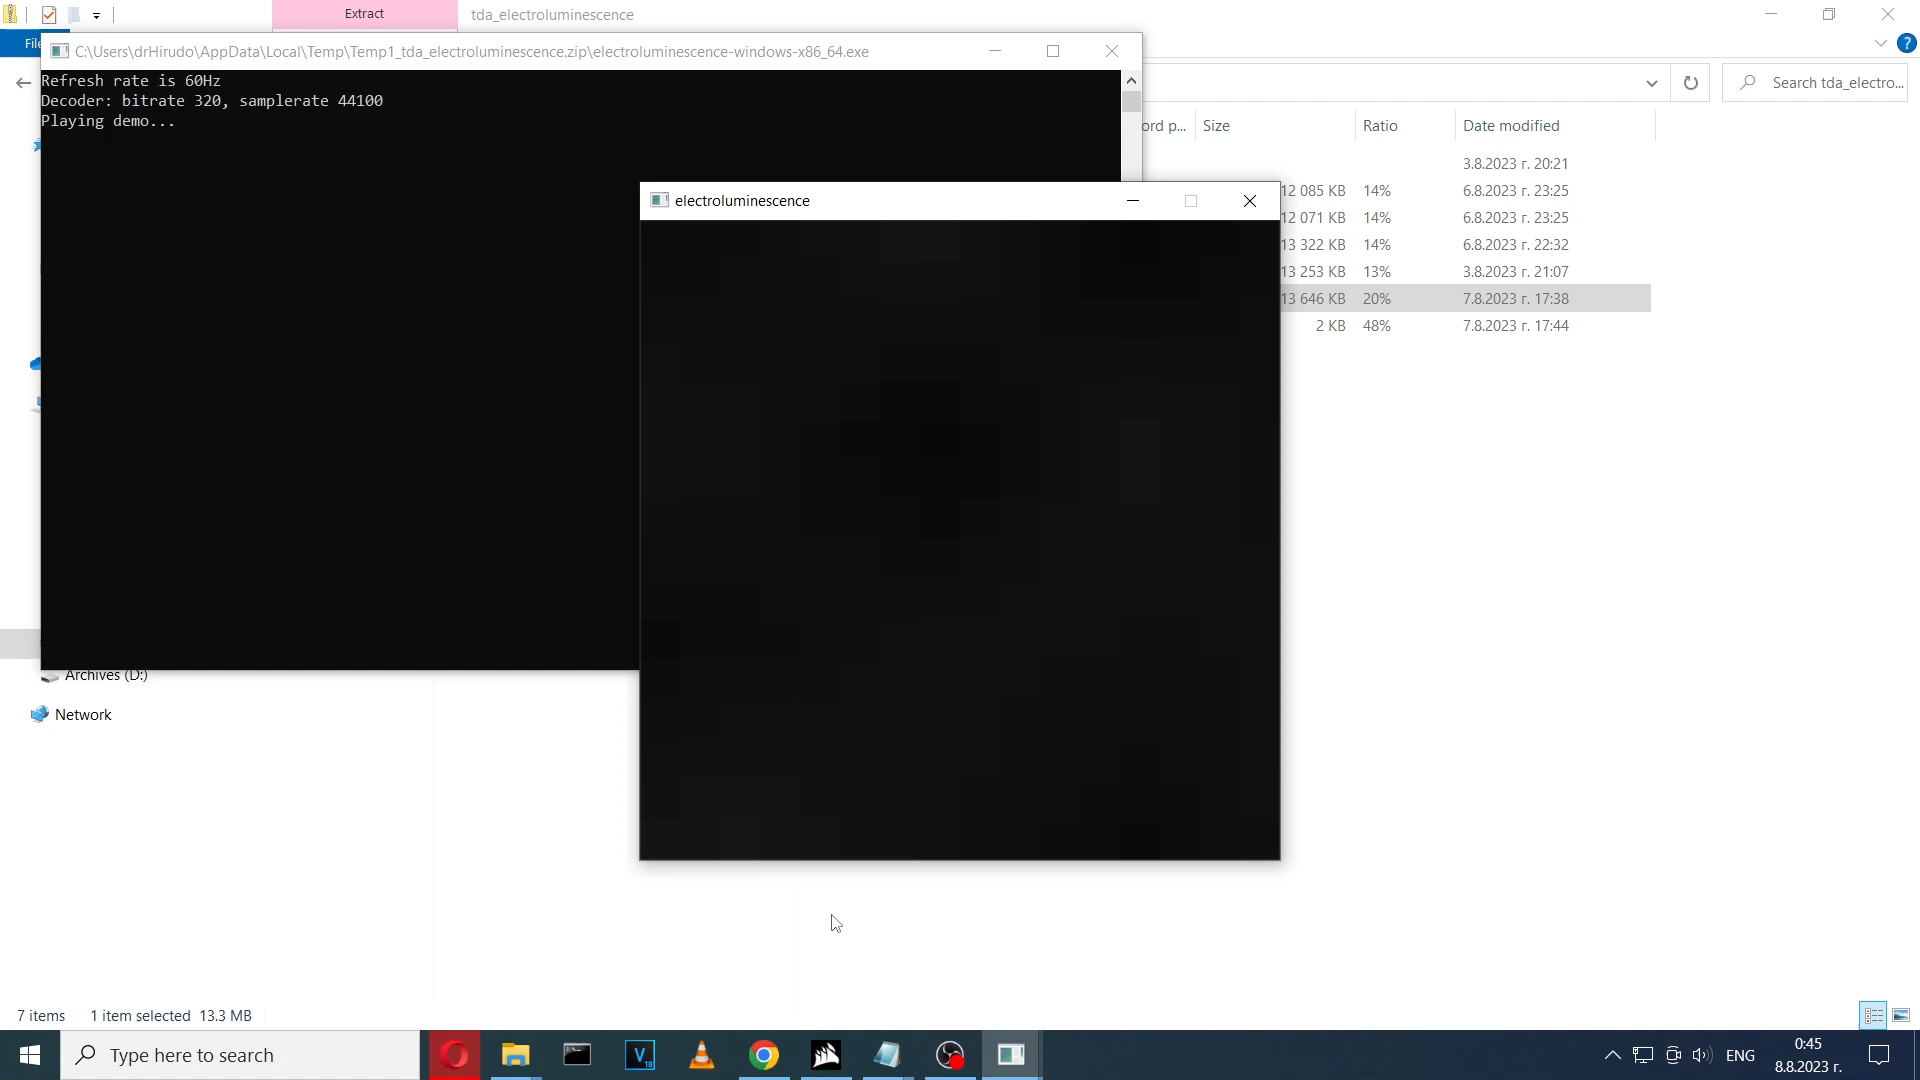 Extract
tda_electroluminescence
File
C:\Users\drHirudo\AppData\Local\Temp\Temp1_tda_electroluminescence.zip\electroluminescence-windows-x86_64.exe
Refresh rate is 60Hz
Decoder: bitrate 320, samplerate 44100
Playing demo...
Search tda_electro...
ord p... Size Ratio Date modified
3.8.2023 г. 20:21
12 085 KB 14% 6.8.2023 г. 23:25
12 071 KB 14% 6.8.2023 г. 23:25
13 322 KB 14% 6.8.2023 г. 22:32
13 253 KB 13% 3.8.2023 г. 21:07
13 646 KB 20% 7.8.2023 г. 17:38
2 KB 48% 7.8.2023 г. 17:44
electroluminescence
Archives (D:)
Network
7 items 1 item selected 13.3 MB
Type here to search
V
18
ENG
0:45
8.8.2023 г.